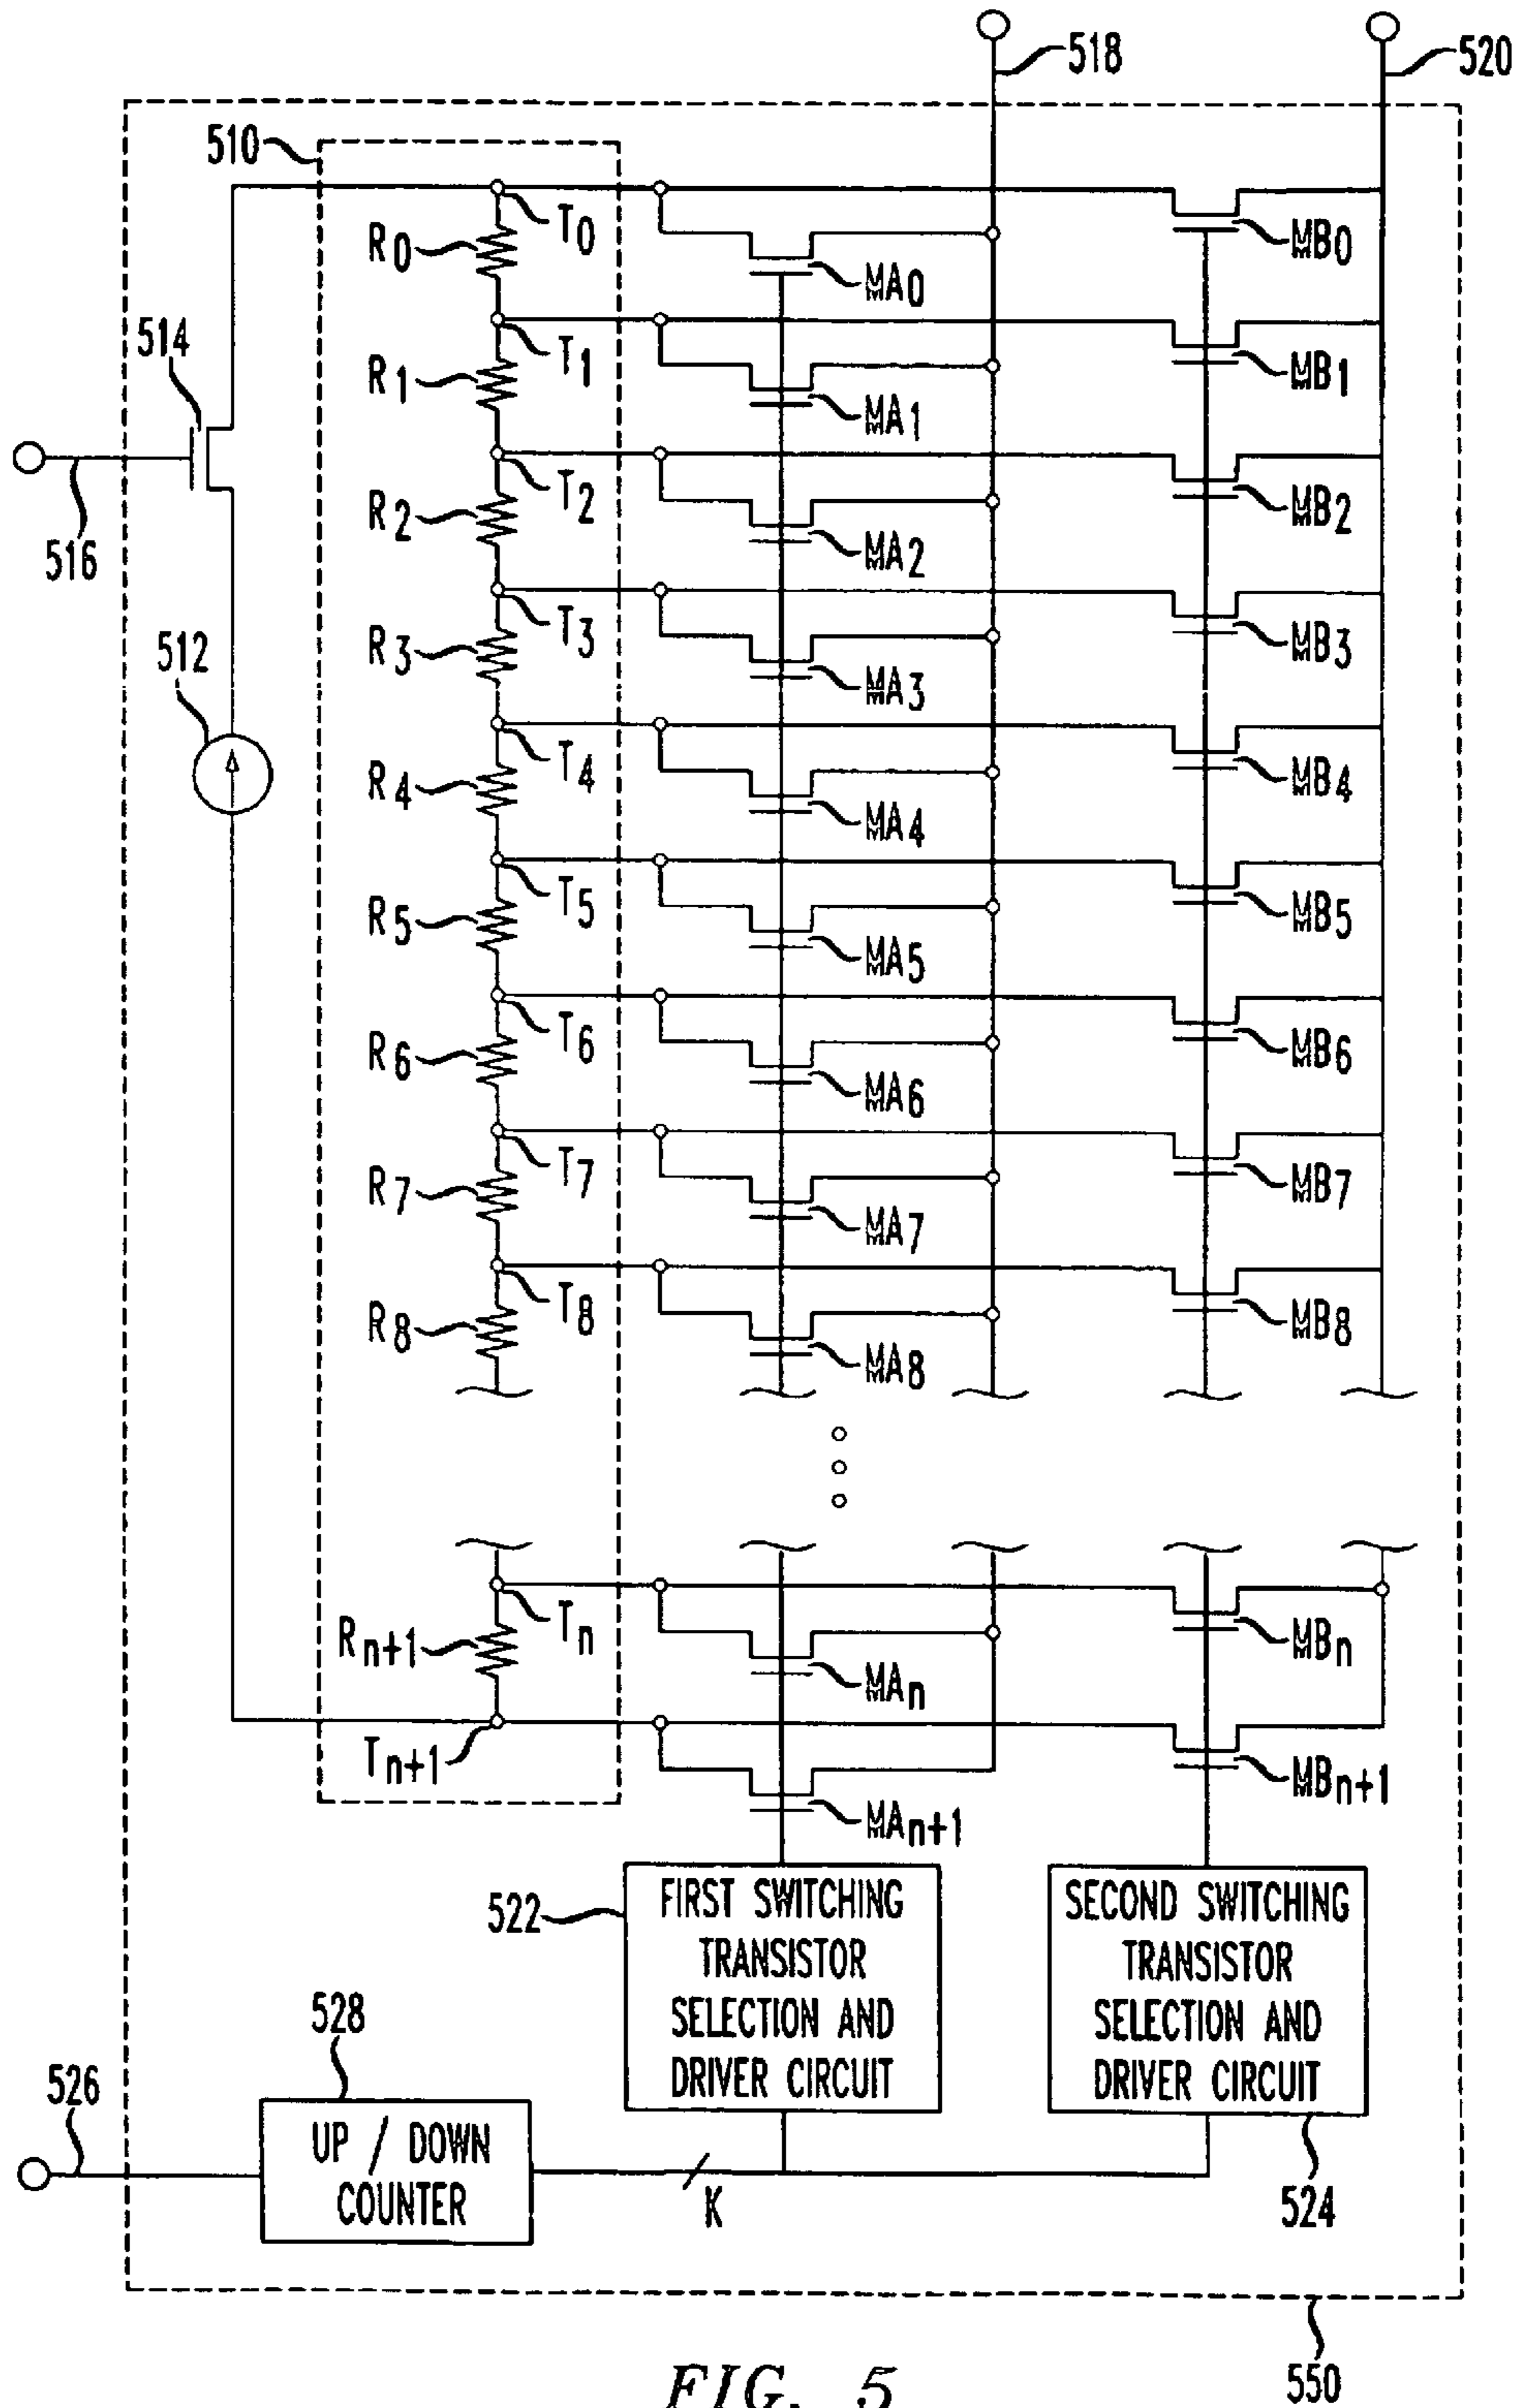 518
520
510
T0
R0
MA0
MB0
514
T1
R1
MA1
MB1
516
T2
R2
MA2
MB2
512
T3
R3
MA3
MB3
T4
R4
MA4
MB4
T5
R5
MA5
MB5
T6
R6
MA6
MB6
T7
R7
MA7
MB7
T8
R8
MA8
MB8
Tn
Rn+1
MAn
MBn
Tn+1
MAn+1
MBn+1
522
FIRST SWITCHING
TRANSISTOR
SELECTION AND
DRIVER CIRCUIT
SECOND SWITCHING
TRANSISTOR
SELECTION AND
DRIVER CIRCUIT
524
528
526
UP / DOWN
COUNTER
K
550
FIG. 5